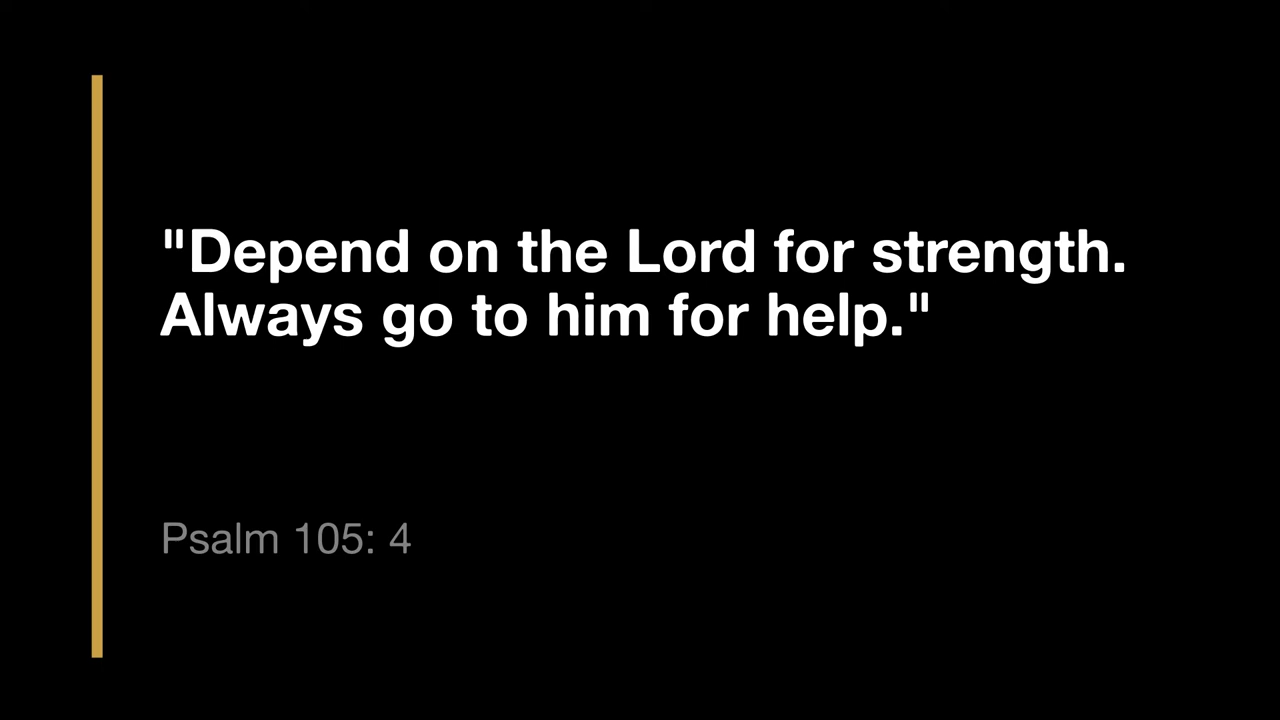 "Depend on the Lord for strength.
Always go to him for help."
Psalm 105: 4